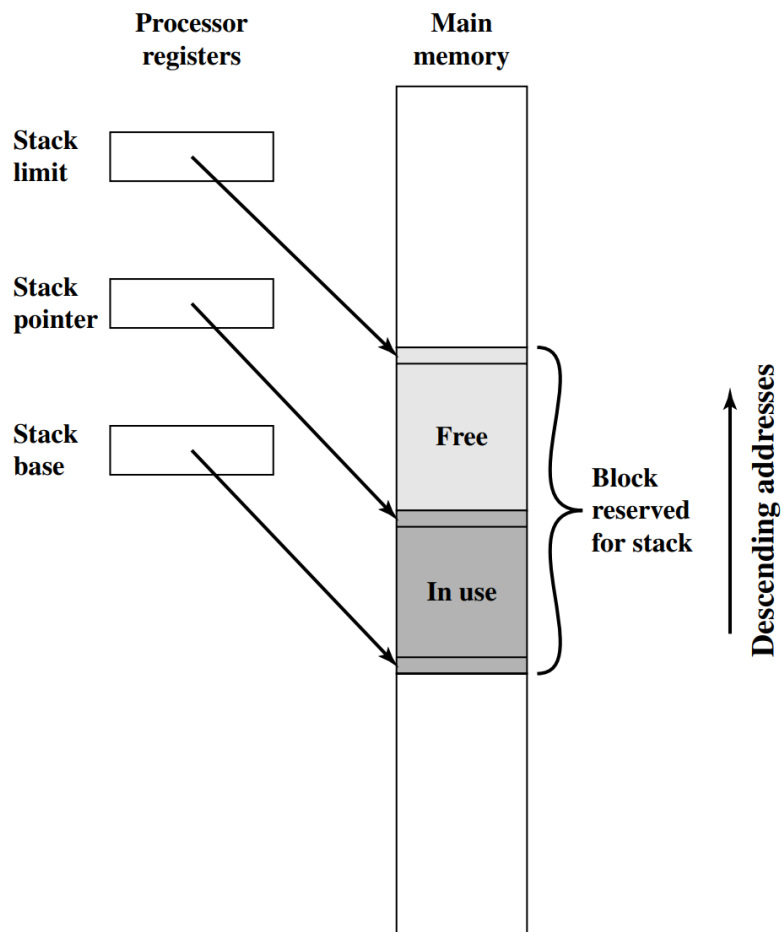 Processor
registers
Main
memory
Stack
limit
Stack
pointer
Stack
base
Free
In use
Block
reserved
for stack
Descending addresses